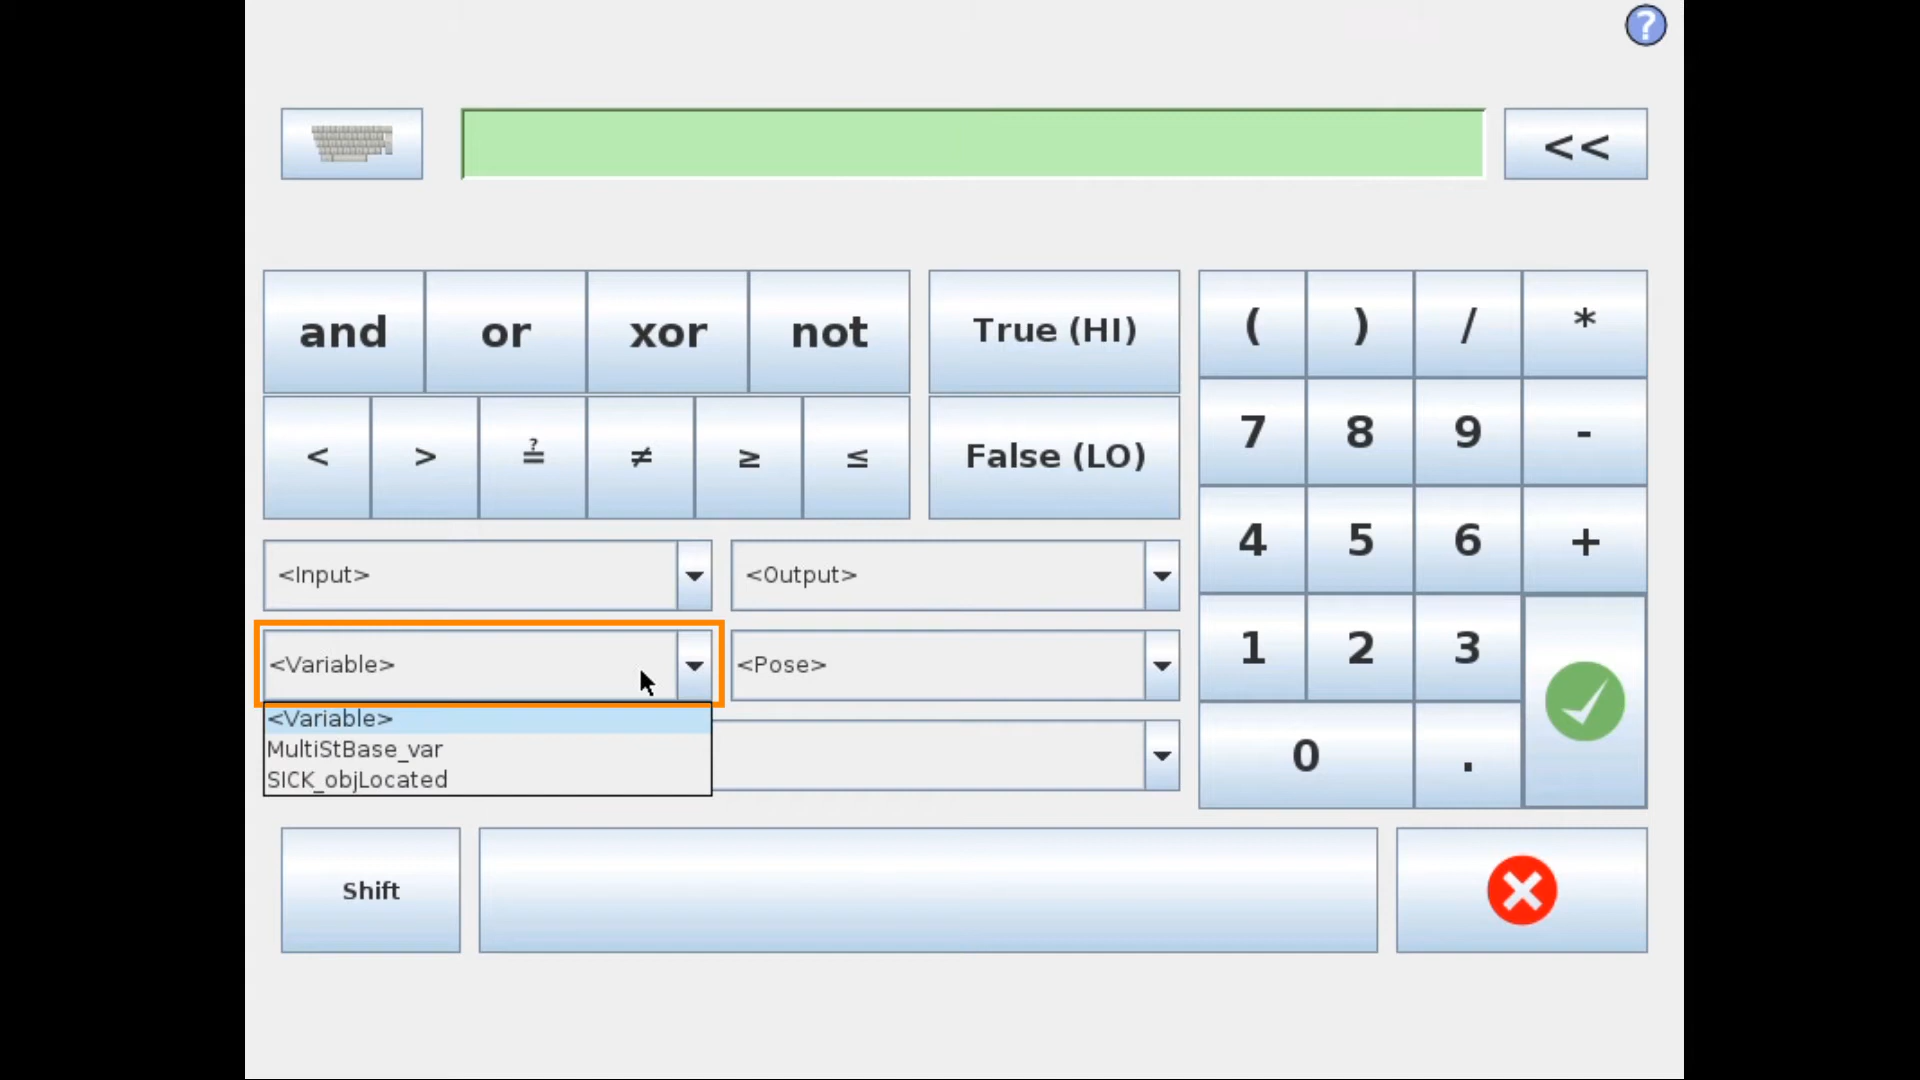 ?
<<
and or xor not True (HI) ( ) / *
7 8 9 -
< > ≟ ≠ ≥ ≤ False (LO)
4 5 6 +
<Input> <Output>
<Variable> <Pose> 1 2 3
<Variable>
MultiStBase_var
SICK_objLocated
0 .
Shift